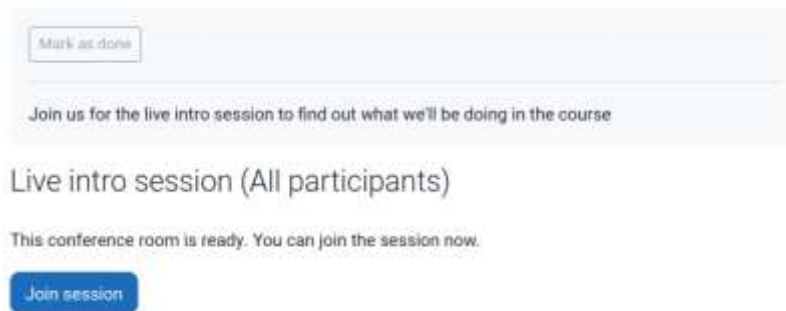 Mark as done
Join us for the live intro session to find out what we'll be doing in the course
Live intro session (All participants)
This conference room is ready. You can join the session now.
Join session